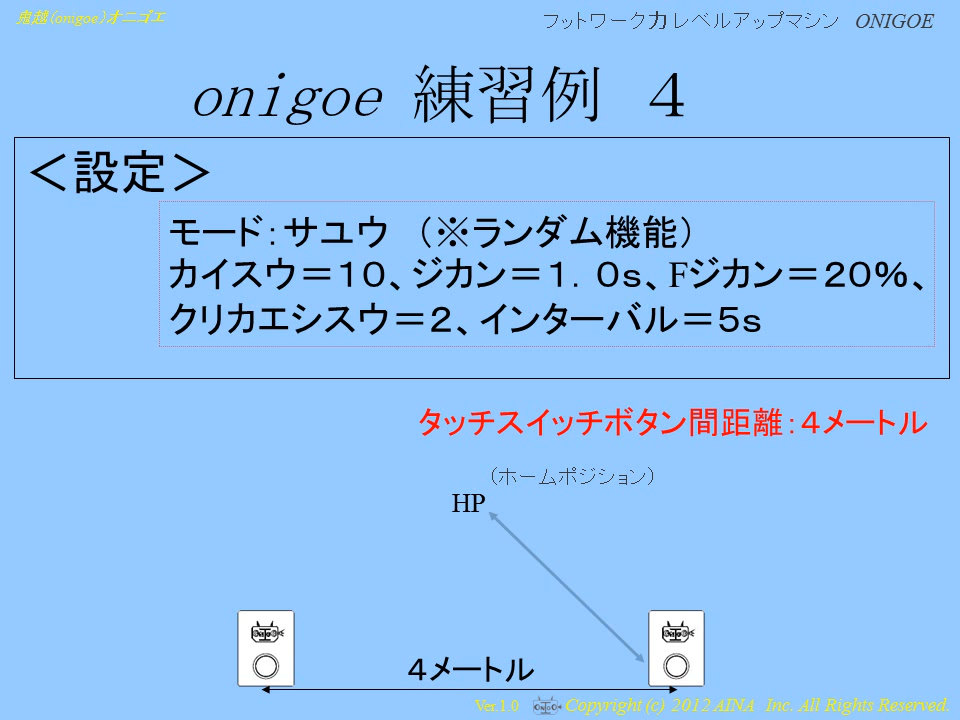 鬼越(onigoe)オニゴエ
フットワーク力レベルアップマシン ONIGOE
onigoe 練習例 4
＜設定＞
モード：サユウ （※ランダム機能）
カイスウ＝１０、ジカン＝１．０ｓ、Fジカン＝２０％、
クリカエシスウ＝２、インターバル＝５ｓ
タッチスイッチボタン間距離：４メートル
（ホームポジション）
HP
４メートル
Ver.1.0 Copyright (c) 2012 AINA Inc. All Rights Reserved.